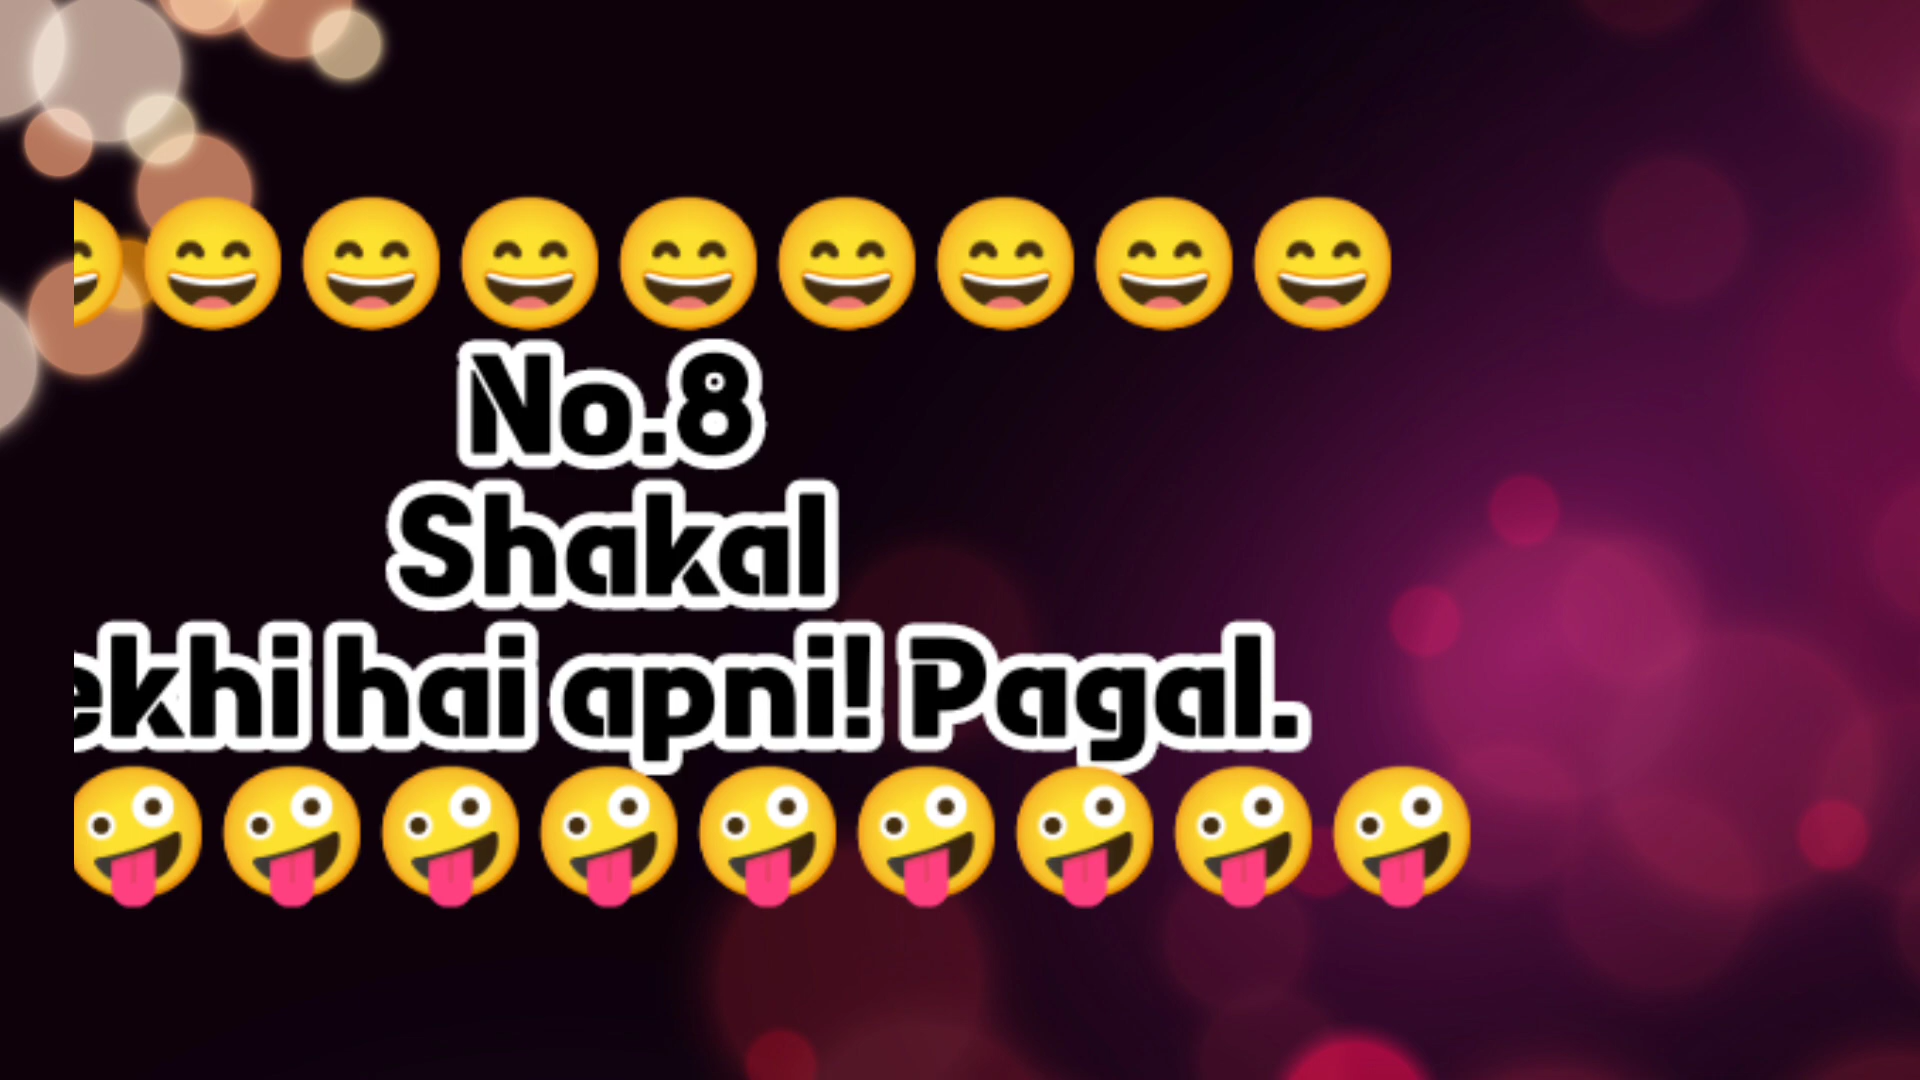 😄😄😄😄😄😄😄😄
No.8
Shakal
ekhi hai apni! Pagal.
🤪🤪🤪🤪🤪🤪🤪🤪🤪